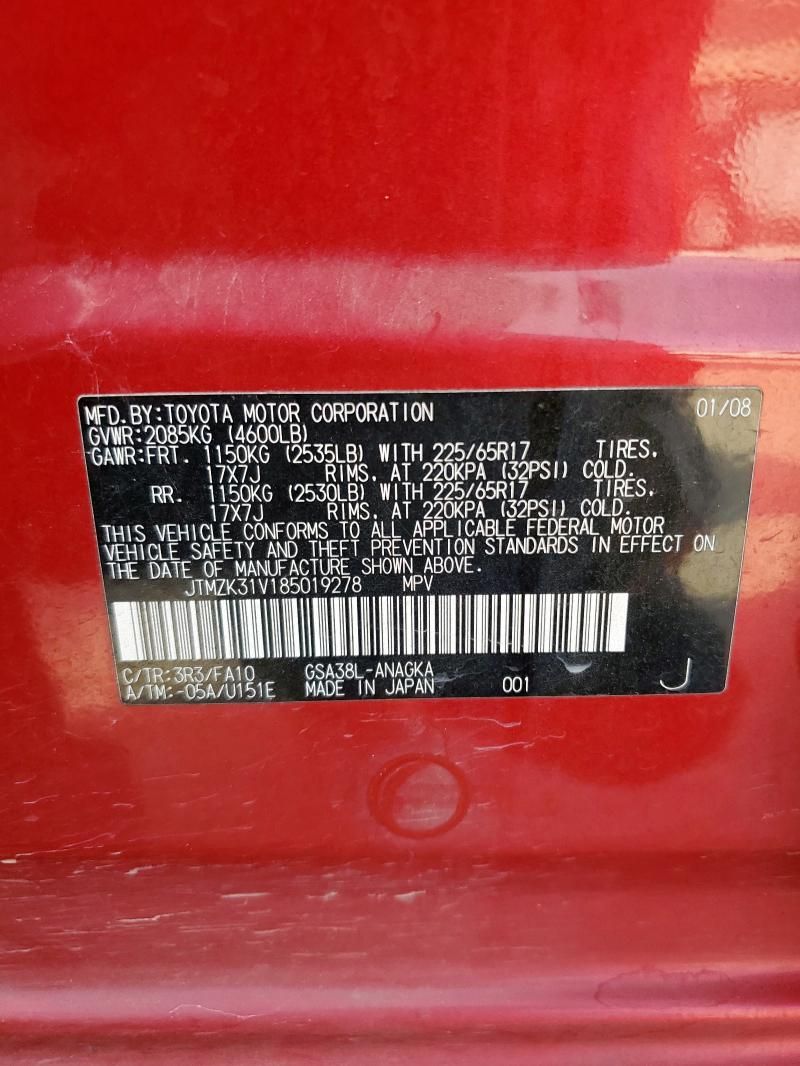 MFD.BY:TOYOTA MOTOR CORPORATION 01/08
GVWR:2085KG (4600LB)
GAWR:FRT. 1150KG (2535LB) WITH 225/65R17 TIRES,
17X7J RIMS, AT 220KPA (32PSI) COLD.
RR. 1150KG (2530LB) WITH 225/65R17 TIRES,
17X7J RIMS, AT 220KPA (32PSI) COLD.
THIS VEHICLE CONFORMS TO ALL APPLICABLE FEDERAL MOTOR
VEHICLE SAFETY AND THEFT PREVENTION STANDARDS IN EFFECT ON
THE DATE OF MANUFACTURE SHOWN ABOVE.
JTMZK31V185019278 MPV
C/TR:3R3/FA10 GSA38L-ANAGKA
A/TM:-05A/U151E MADE IN JAPAN 001 J